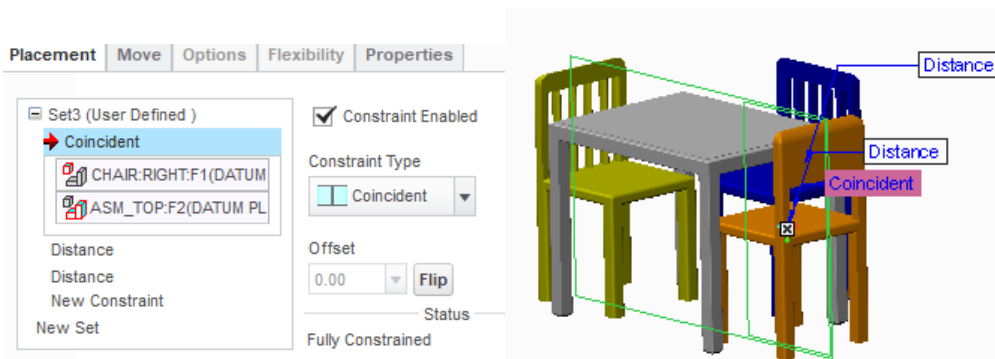 Placement Move Options Flexibility Properties
Set3 (User Defined )
Coincident
CHAIR:RIGHT:F1(DATUM
ASM_TOP:F2(DATUM PL
Distance
Distance
New Constraint
New Set
Constraint Enabled
Constraint Type
Coincident
Offset
0.00 Flip
Status
Fully Constrained
Distance
Distance
Coincident